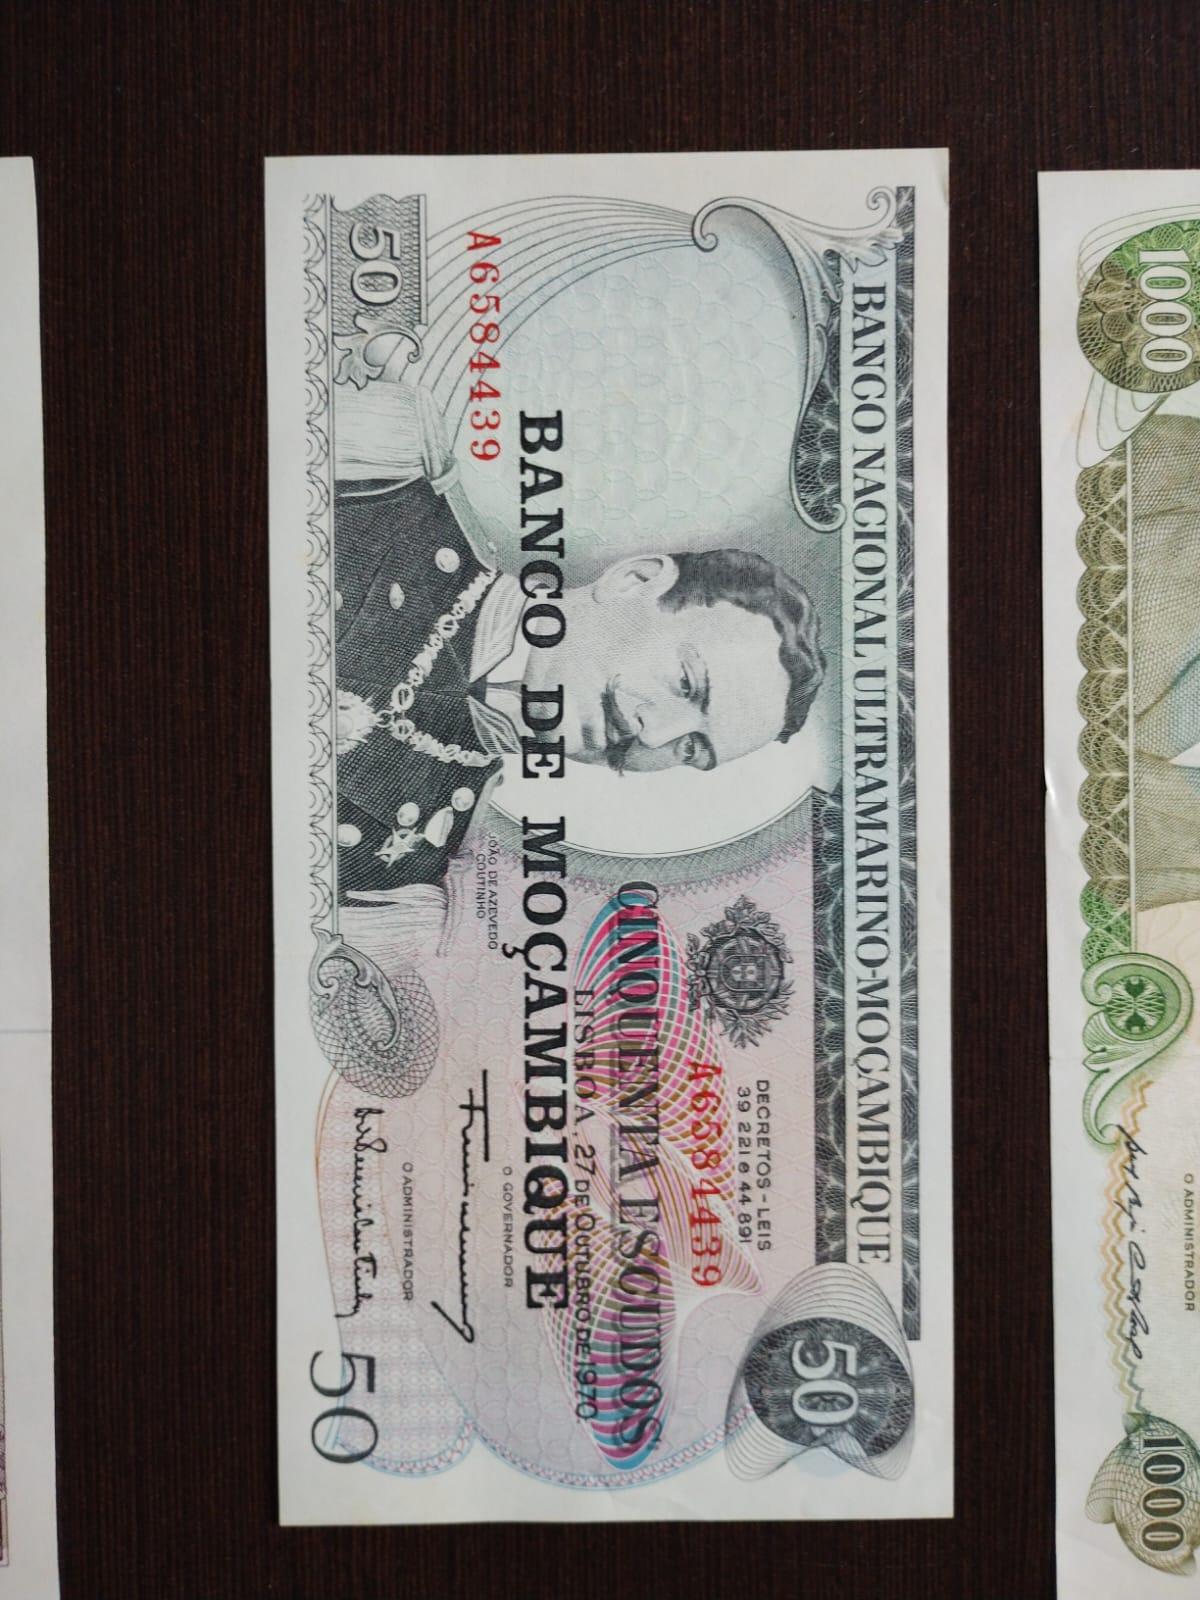 BANCO NACIONAL ULTRAMARINO-MOÇAMBIQUE
50
DECRETOS-LEIS
39 221 e 44 891
A6584439
CINQUENTA ESCUDOS
LISBOA, 27 DE OUTUBRO DE 1970
BANCO DE MOÇAMBIQUE
A6584439
JOÃO DE AZEVEDO
COUTINHO
O GOVERNADOR
O ADMINISTRADOR
50
50
1000
O ADMINISTRADOR
1000